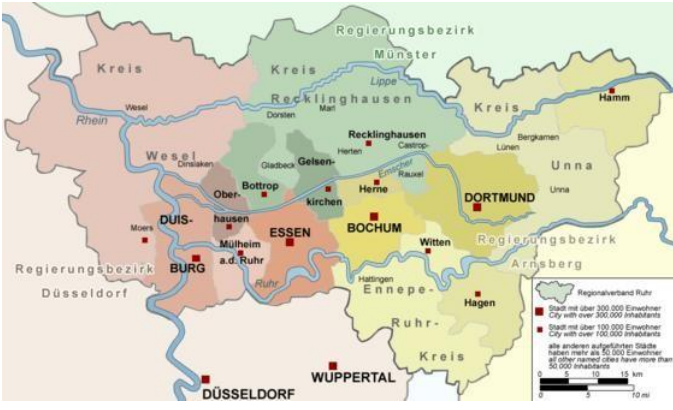 Regierungsbezirk
Münster
Kreis
Kreis
Recklinghausen
Lippe
Marl
Dorsten
Wesel
Rhein
Kreis
Hamm
Recklinghausen
Bergkamen
Lünen
Castrop-
Herten
Gelsen-
Gladbeck
Dinslaken
Wesel
Emscher
Rauxel
Unna
Unna
Ober-
Bottrop
kirchen
Herne
DORTMUND
DUIS-
hausen
ESSEN
BOCHUM
Moers
Mülheim
a.d. Ruhr
Witten
Regierungsbezirk
Arnsberg
BURG
Regierungsbezirk
Düsseldorf
Ruhr
Hattingen
Ennepe-
Hagen
Ruhr-
Kreis
WUPPERTAL
DÜSSELDORF
Regionalverband Ruhr
Stadt mit über 300.000 Einwohner
City with over 300,000 Inhabitants
Stadt mit über 100.000 Einwohner
City with over 100,000 Inhabitants
alle anderen aufgeführten Städte
haben mehr als 50.000 Einwohner
all other named cities have more than
50.000 Inhabitants
0 5 10 15 km
0 5 10 mi